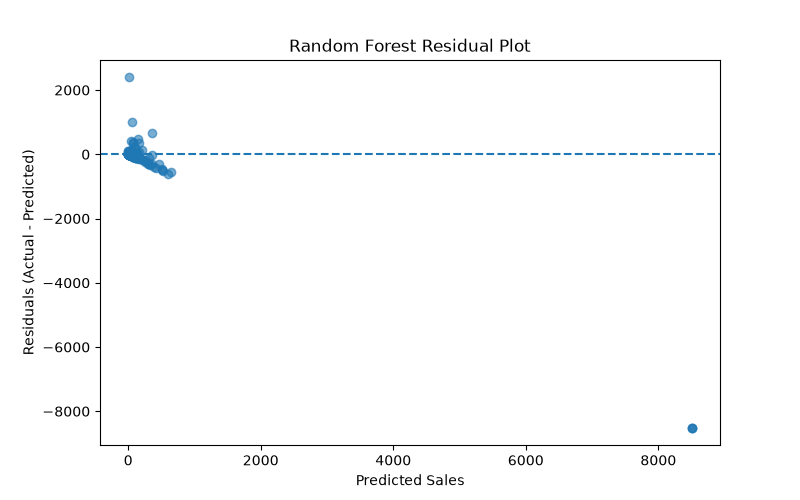 Random Forest Residual Plot
Residuals (Actual - Predicted)
2000
0
−2000
−4000
−6000
−8000
0 2000 4000 6000 8000
Predicted Sales